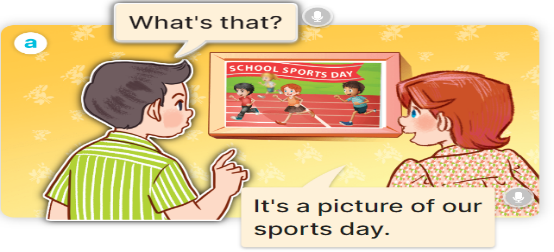 What's that?
a
SCHOOL SPORTS DAY
It's a picture of our
sports day.